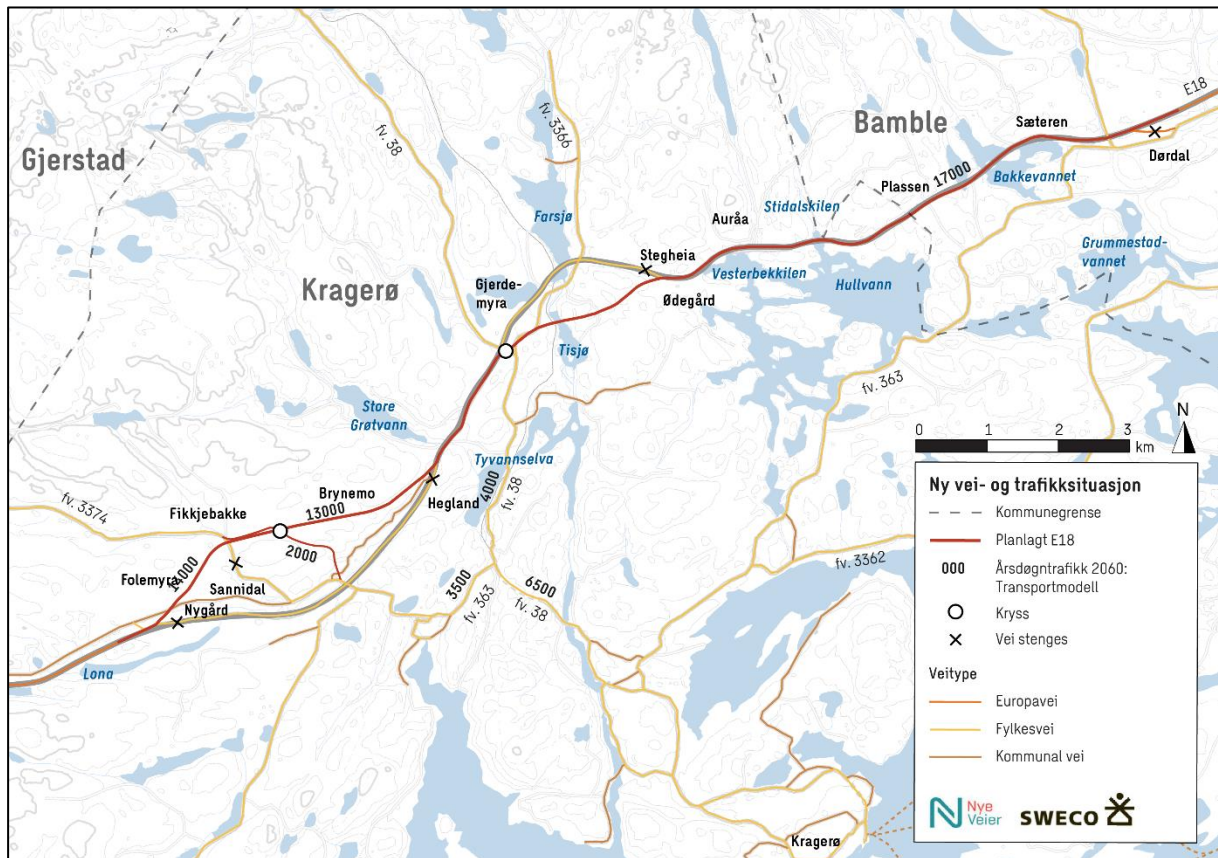 E18
fv. 38
fv. 3366
Bamble
Sæteren
Gjerstad
Dørdal
Bakkevannet
17000
Plassen
Farsjø
Stidalskilen
Auråa
Grummestad-
vannet
Stegheia
Vesterbekkilen
Hullvann
Kragerø
Gjerde-
myra
Ødegård
Tisjø
fv. 363
Store
Grøtvann
Tyvannselva
4000
fv. 38
Hegland
Brynemo
13000
fv. 3374
Fikkjebakke
2000
14000
Folemyra
Sannidal
Nygård
3500
fv. 363
6500
fv. 38
fv. 3362
Lona
Kragerø
0 1 2 3
km
N
Ny vei- og trafikksituasjon
Kommunegrense
Planlagt E18
000 Årsdøgntrafikk 2060:
Transportmodell
Kryss
Vei stenges
Veitype
Europavei
Fylkesvei
Kommunal vei
Nye
Veier
SWECO